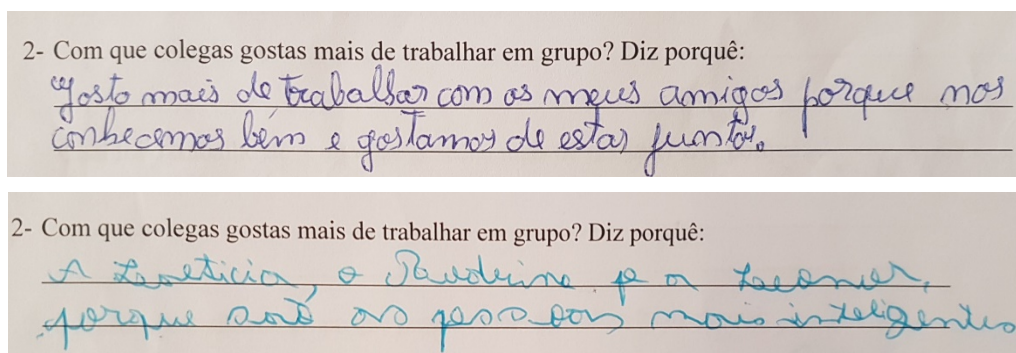 2- Com que colegas gostas mais de trabalhar em grupo? Diz porquê:
Gosto mais de trabalhar com os meus amigos porque nos
conhecemos bem e gostamos de estar juntos.
2- Com que colegas gostas mais de trabalhar em grupo? Diz porquê:
A Leticia, o e a
porque são as pessoas mais inteligentes